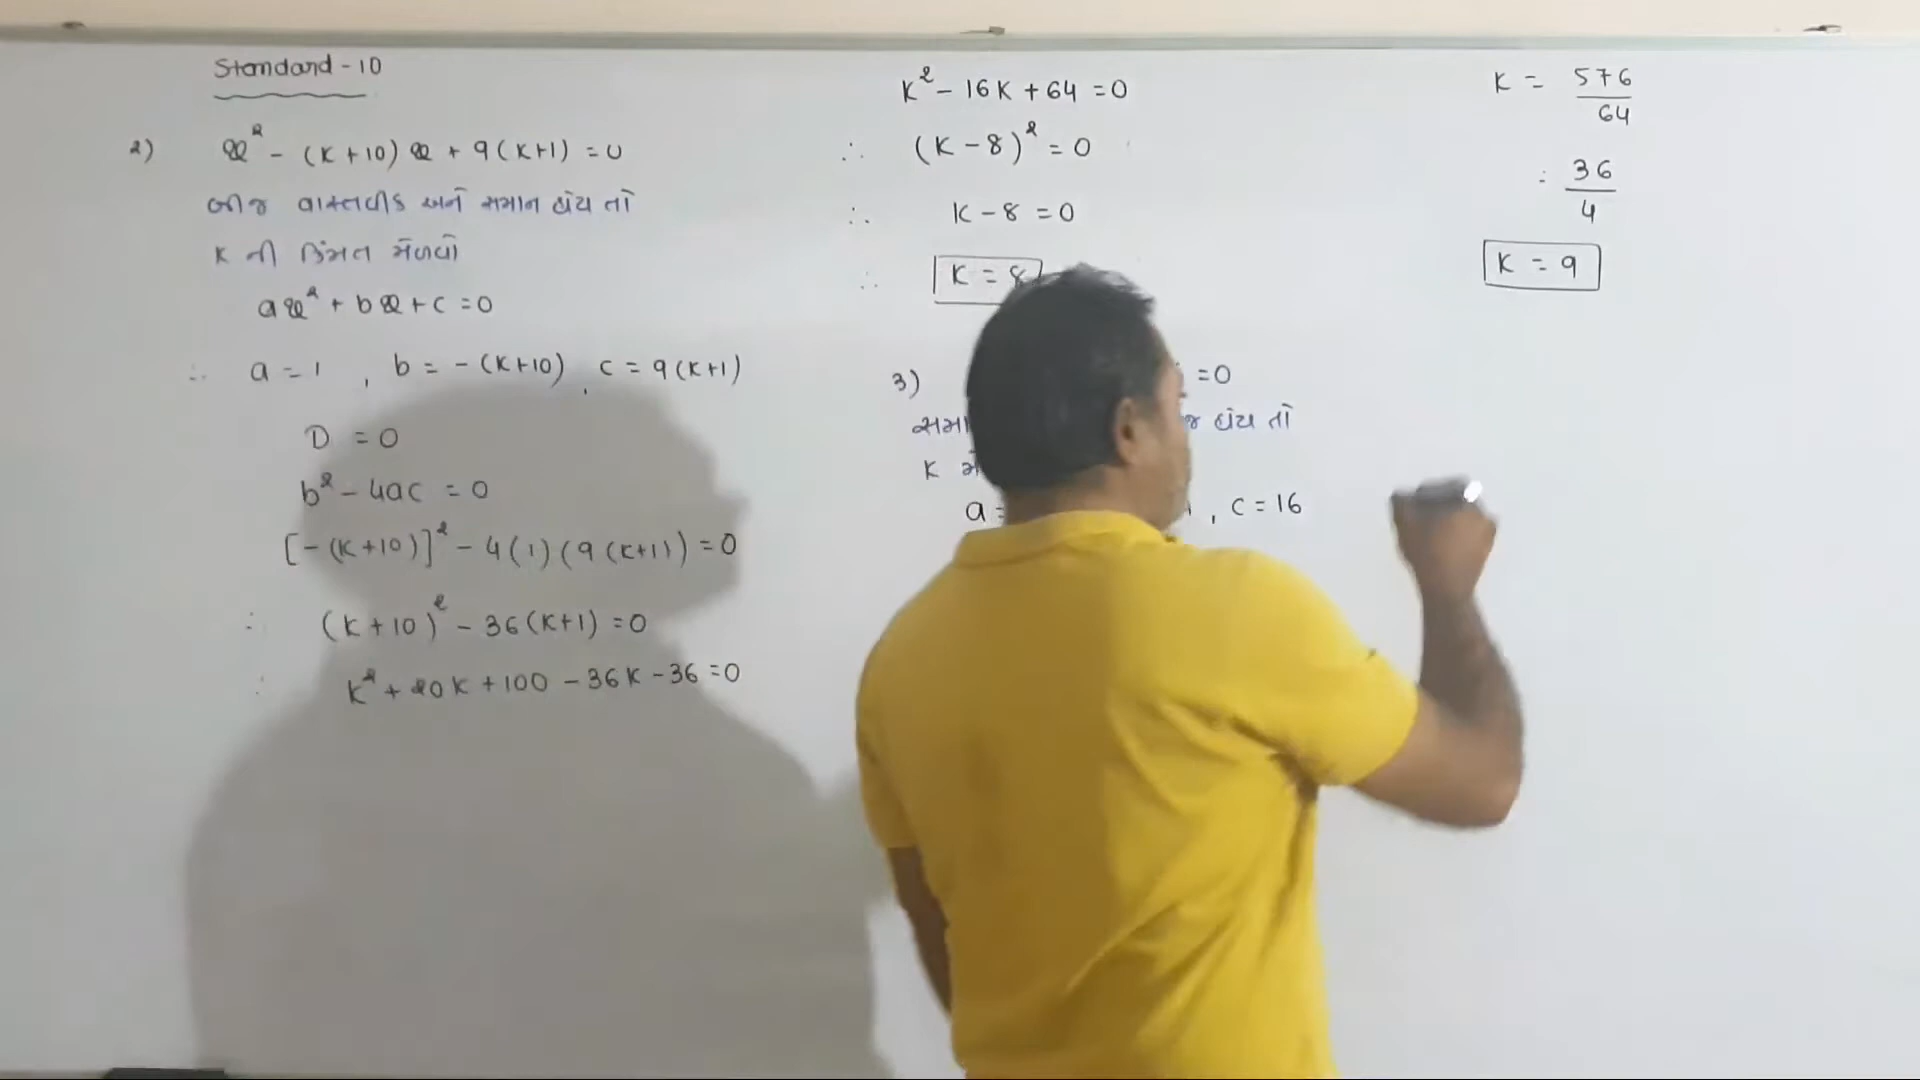 Standard - 10
2) x² - (K+10)x + 9(K+1) = 0
બીજ વાસ્તવીક અને સમાન હોય તો
K ની કિંમત મેળવો
ax² + bx + c = 0
∴ a = 1 , b = -(K+10) , c = 9(K+1)
D = 0
b² - 4ac = 0
[-(K+10)]² - 4(1)(9(K+1)) = 0
∴ (K+10)² - 36(K+1) = 0
∴ K² + 20K + 100 - 36K - 36 = 0
K² - 16K + 64 = 0
∴ (K-8)² = 0
∴ K - 8 = 0
∴ K = 8
3) = 0
હોય તો
K
a = , c = 16
K = 576/64
= 36/4
K = 9